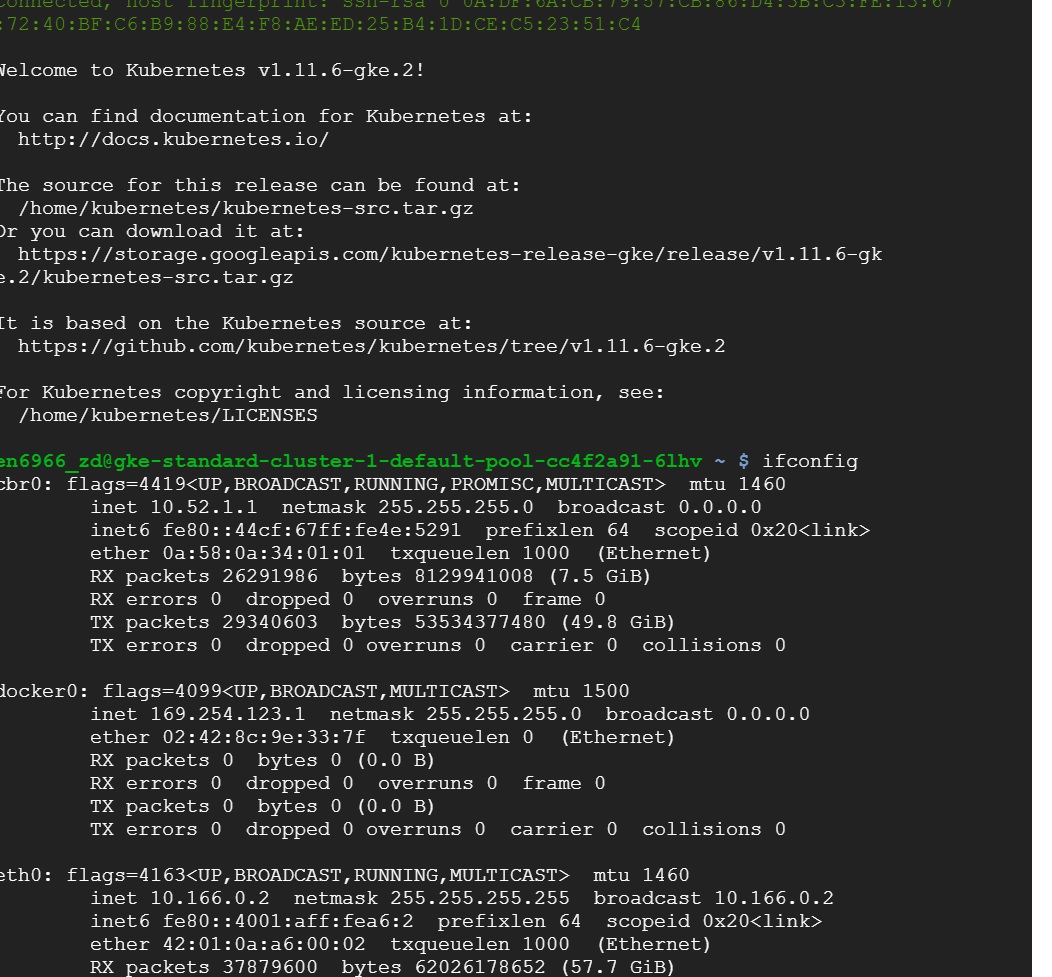 connected, host fingerprint: ssh-rsa 0 0A:DF:6A:CB:79:57:CB:86:D4:5B:C3:FE:13:67
:72:40:BF:C6:B9:88:E4:F8:AE:ED:25:B4:1D:CE:C5:23:51:C4
Welcome to Kubernetes v1.11.6-gke.2!
You can find documentation for Kubernetes at:
http://docs.kubernetes.io/
The source for this release can be found at:
/home/kubernetes/kubernetes-src.tar.gz
Or you can download it at:
https://storage.googleapis.com/kubernetes-release-gke/release/v1.11.6-gk
e.2/kubernetes-src.tar.gz
It is based on the Kubernetes source at:
https://github.com/kubernetes/kubernetes/tree/v1.11.6-gke.2
For Kubernetes copyright and licensing information, see:
/home/kubernetes/LICENSES
en6966_zd@gke-standard-cluster-1-default-pool-cc4f2a91-6lhv ~ $ ifconfig
cbr0: flags=4419<UP,BROADCAST,RUNNING,PROMISC,MULTICAST>  mtu 1460
inet 10.52.1.1  netmask 255.255.255.0  broadcast 0.0.0.0
inet6 fe80::44cf:67ff:fe4e:5291  prefixlen 64  scopeid 0x20<link>
ether 0a:58:0a:34:01:01  txqueuelen 1000  (Ethernet)
RX packets 26291986  bytes 8129941008 (7.5 GiB)
RX errors 0  dropped 0  overruns 0  frame 0
TX packets 29340603  bytes 53534377480 (49.8 GiB)
TX errors 0  dropped 0 overruns 0  carrier 0  collisions 0
docker0: flags=4099<UP,BROADCAST,MULTICAST>  mtu 1500
inet 169.254.123.1  netmask 255.255.255.0  broadcast 0.0.0.0
ether 02:42:8c:9e:33:7f  txqueuelen 0  (Ethernet)
RX packets 0  bytes 0 (0.0 B)
RX errors 0  dropped 0  overruns 0  frame 0
TX packets 0  bytes 0 (0.0 B)
TX errors 0  dropped 0 overruns 0  carrier 0  collisions 0
eth0: flags=4163<UP,BROADCAST,RUNNING,MULTICAST>  mtu 1460
inet 10.166.0.2  netmask 255.255.255.255  broadcast 10.166.0.2
inet6 fe80::4001:aff:fea6:2  prefixlen 64  scopeid 0x20<link>
ether 42:01:0a:a6:00:02  txqueuelen 1000  (Ethernet)
RX packets 37879600  bytes 62026178652 (57.7 GiB)